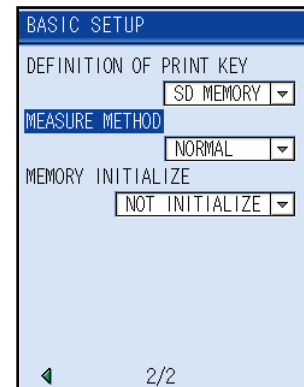 BASIC SETUP
DEFINITION OF PRINT KEY
SD MEMORY
MEASURE METHOD
NORMAL
MEMORY INITIALIZE
NOT INITIALIZE
2/2